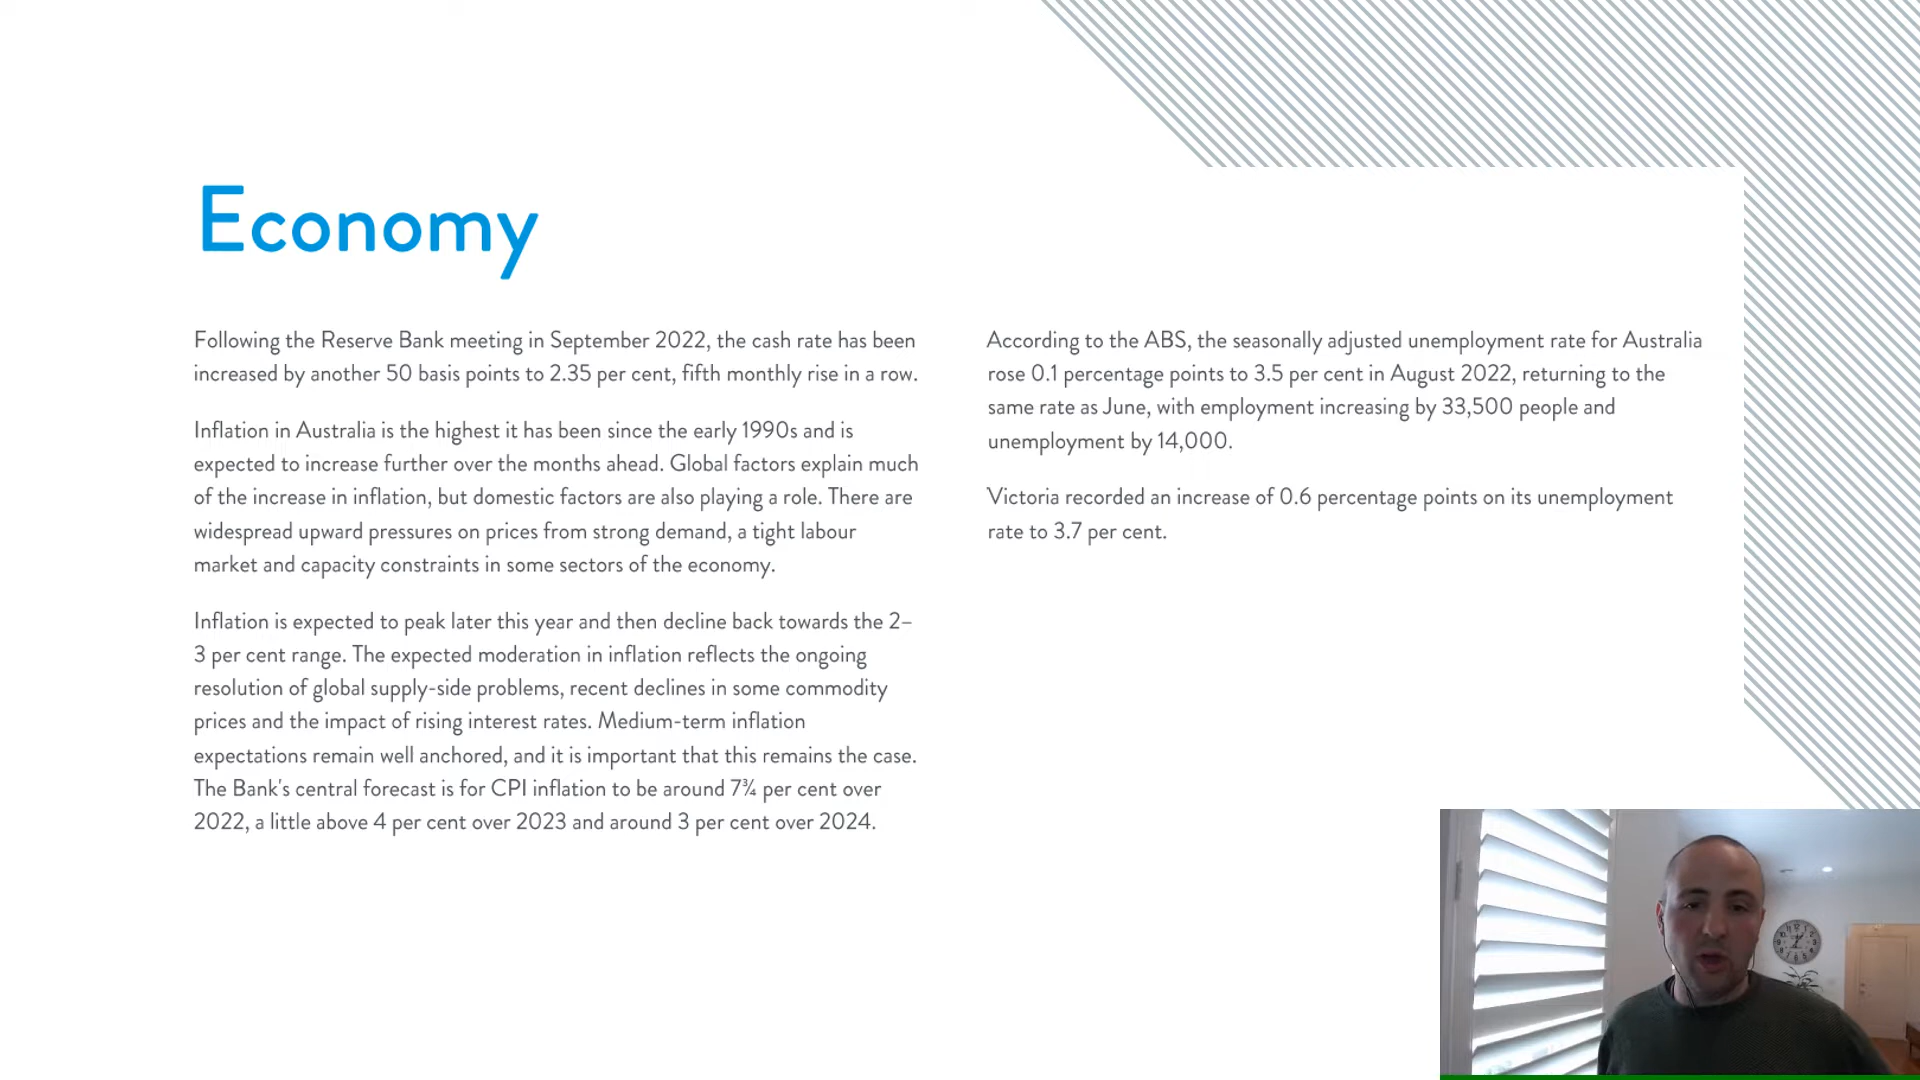 Economy
Following the Reserve Bank meeting in September 2022, the cash rate has been
increased by another 50 basis points to 2.35 per cent, fifth monthly rise in a row.
Inflation in Australia is the highest it has been since the early 1990s and is
expected to increase further over the months ahead. Global factors explain much
of the increase in inflation, but domestic factors are also playing a role. There are
widespread upward pressures on prices from strong demand, a tight labour
market and capacity constraints in some sectors of the economy.
Inflation is expected to peak later this year and then decline back towards the 2–
3 per cent range. The expected moderation in inflation reflects the ongoing
resolution of global supply-side problems, recent declines in some commodity
prices and the impact of rising interest rates. Medium-term inflation
expectations remain well anchored, and it is important that this remains the case.
The Bank's central forecast is for CPI inflation to be around 7¾ per cent over
2022, a little above 4 per cent over 2023 and around 3 per cent over 2024.
According to the ABS, the seasonally adjusted unemployment rate for Australia
rose 0.1 percentage points to 3.5 per cent in August 2022, returning to the
same rate as June, with employment increasing by 33,500 people and
unemployment by 14,000.
Victoria recorded an increase of 0.6 percentage points on its unemployment
rate to 3.7 per cent.